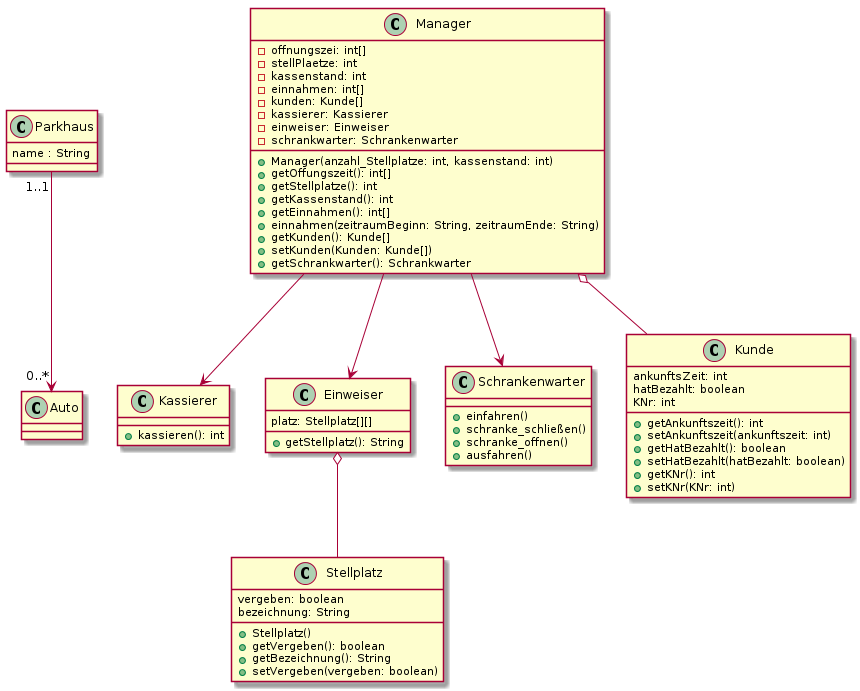 C Manager
offnungszei: int[]
stellPlaetze: int
kassenstand: int
einnahmen: int[]
kunden: Kunde[]
kassierer: Kassierer
einweiser: Einweiser
schrankwarter: Schrankenwarter
Manager(anzahl_Stellplatze: int, kassenstand: int)
getOffungszeit(): int[]
getStellplatze(): int
getKassenstand(): int
getEinnahmen(): int[]
einnahmen(zeitraumBeginn: String, zeitraumEnde: String)
getKunden(): Kunde[]
setKunden(Kunden: Kunde[])
getSchrankwarter(): Schrankwarter
C Parkhaus
name : String
1..1
0..*
C Auto
C Kassierer
kassieren(): int
C Einweiser
platz: Stellplatz[][]
getStellplatz(): String
C Schrankenwarter
einfahren()
schranke_schließen()
schranke_offnen()
ausfahren()
C Kunde
ankunftsZeit: int
hatBezahlt: boolean
KNr: int
getAnkunftszeit(): int
setAnkunftszeit(ankunftszeit: int)
getHatBezahlt(): boolean
setHatBezahlt(hatBezahlt: boolean)
getKNr(): int
setKNr(KNr: int)
C Stellplatz
vergeben: boolean
bezeichnung: String
Stellplatz()
getVergeben(): boolean
getBezeichnung(): String
setVergeben(vergeben: boolean)